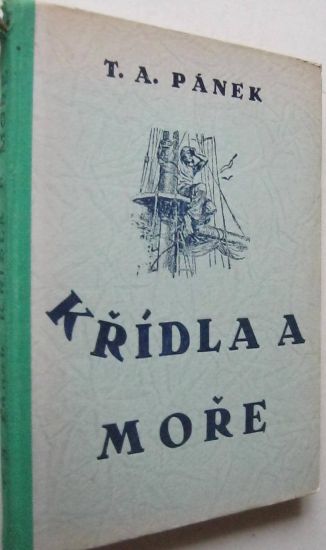 T. A. PÁNEK
KŘÍDLA A
MOŘE